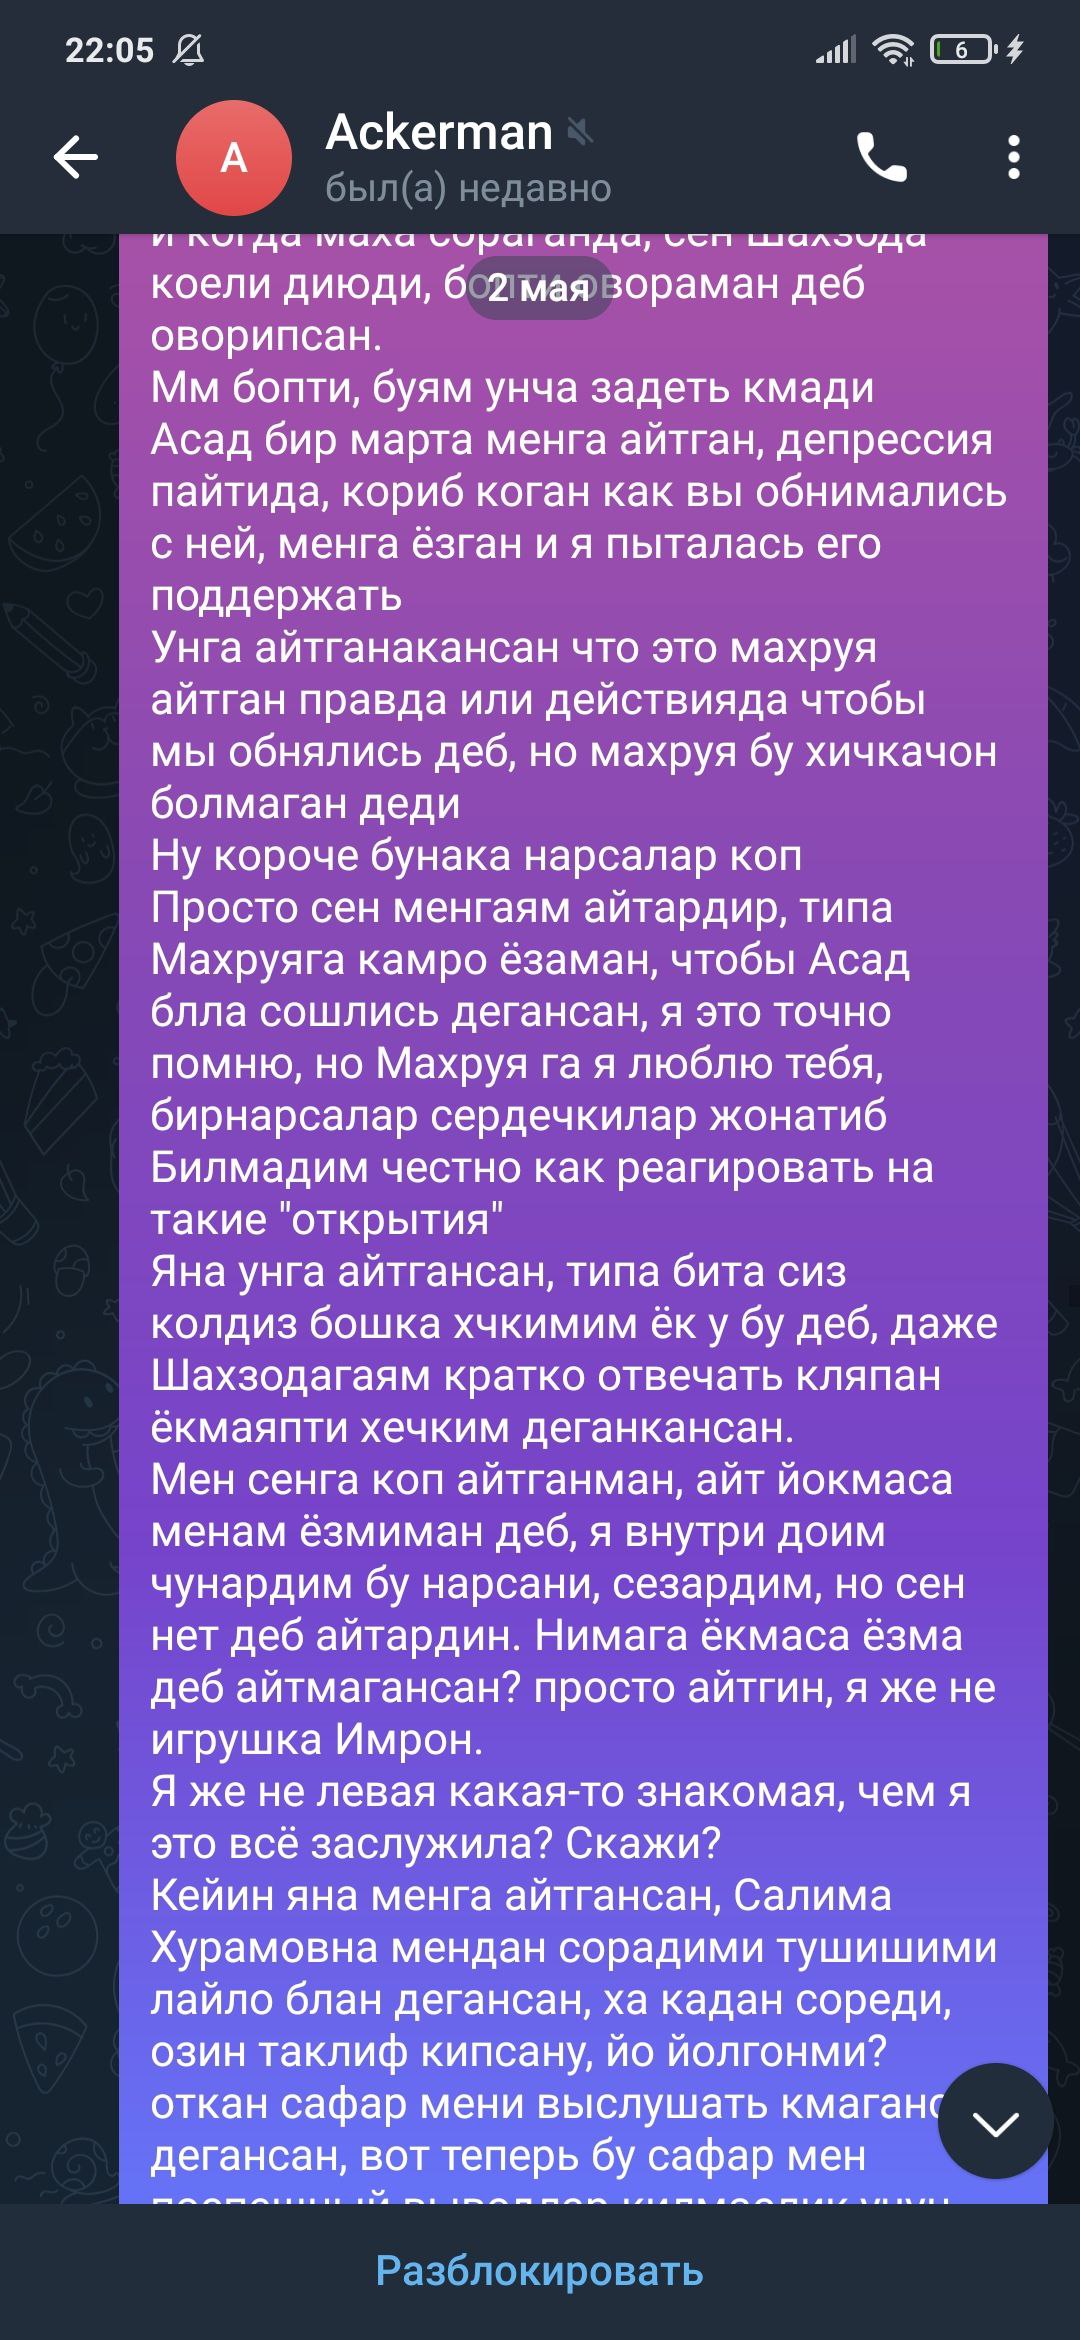 22:05
6
A
Ackerman
был(а) недавно
и когда маха сораганда, сен Шахзода
коели диюди, бопти овораман деб
2 мая
оворипсан.
Мм бопти, буям унча задеть кмади
Асад бир марта менга айтган, депрессия
пайтида, кориб коган как вы обнимались
с ней, менга ёзган и я пыталась его
поддержать
Унга айтганакансан что это махруя
айтган правда или действияда чтобы
мы обнялись деб, но махруя бу хичкачон
болмаган деди
Ну короче бунака нарсалар коп
Просто сен менгаям айтардир, типа
Махруяга камро ёзаман, чтобы Асад
блла сошлись дегансан, я это точно
помню, но Махруя га я люблю тебя,
бирнарсалар сердечкилар жонатиб
Билмадим честно как реагировать на
такие "открытия"
Яна унга айтгансан, типа бита сиз
колдиз бошка хчкимим ёк у бу деб, даже
Шахзодагаям кратко отвечать кляпан
ёкмаяпти хечким деганкансан.
Мен сенга коп айтганман, айт йокмаса
менам ёзмиман деб, я внутри доим
чунардим бу нарсани, сезардим, но сен
нет деб айтардин. Нимага ёкмаса ёзма
деб айтмагансан? просто айтгин, я же не
игрушка Имрон.
Я же не левая какая-то знакомая, чем я
это всё заслужила? Скажи?
Кейин яна менга айтгансан, Салима
Хурамовна мендан сорадими тушишими
лайло блан дегансан, ха кадан сореди,
озин таклиф кипсану, йо йолгонми?
откан сафар мени выслушать
дегансан, вот теперь бу сафар мен
Разблокировать